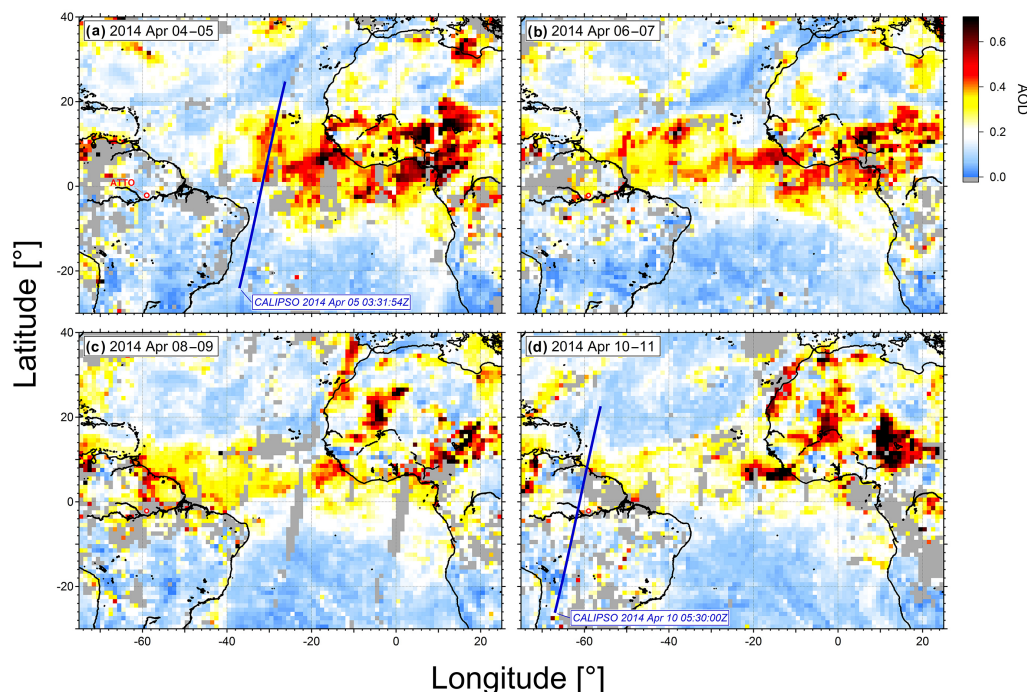 (a) 2014 Apr 04–05
(b) 2014 Apr 06–07
40
20
0
-20
ATTO
CALIPSO 2014 Apr 05 03:31:54Z
0.6
0.4
0.2
0.0
AOD
Latitude [°]
(c) 2014 Apr 08–09
(d) 2014 Apr 10–11
40
20
0
-20
CALIPSO 2014 Apr 10 05:30:00Z
-60 -40 -20 0 20
-60 -40 -20 0 20
Longitude [°]